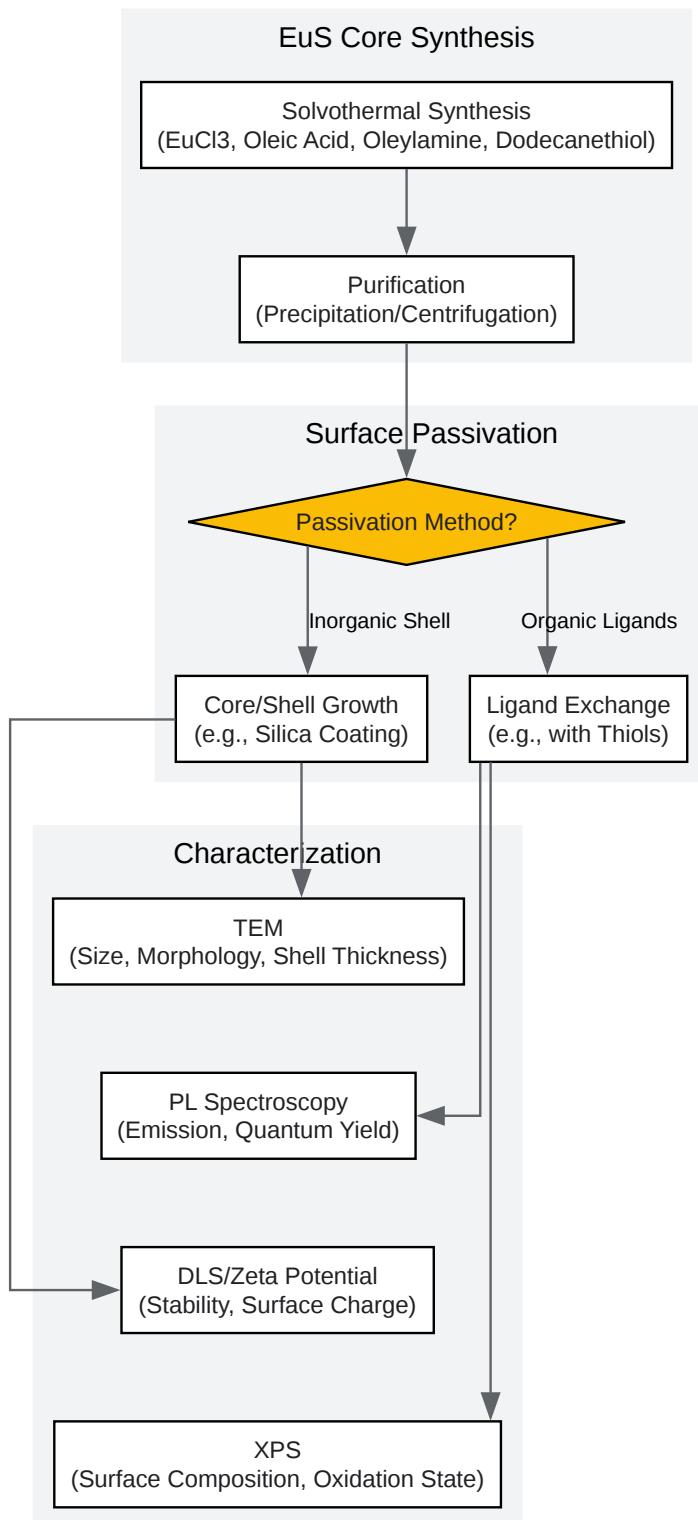 EuS Core Synthesis
Solvothermal Synthesis
(EuCl3, Oleic Acid, Oleylamine, Dodecanethiol)
Purification
(Precipitation/Centrifugation)
Surface Passivation
Passivation Method?
Inorganic Shell
Organic Ligands
Core/Shell Growth
(e.g., Silica Coating)
Ligand Exchange
(e.g., with Thiols)
Characterization
TEM
(Size, Morphology, Shell Thickness)
PL Spectroscopy
(Emission, Quantum Yield)
DLS/Zeta Potential
(Stability, Surface Charge)
XPS
(Surface Composition, Oxidation State)